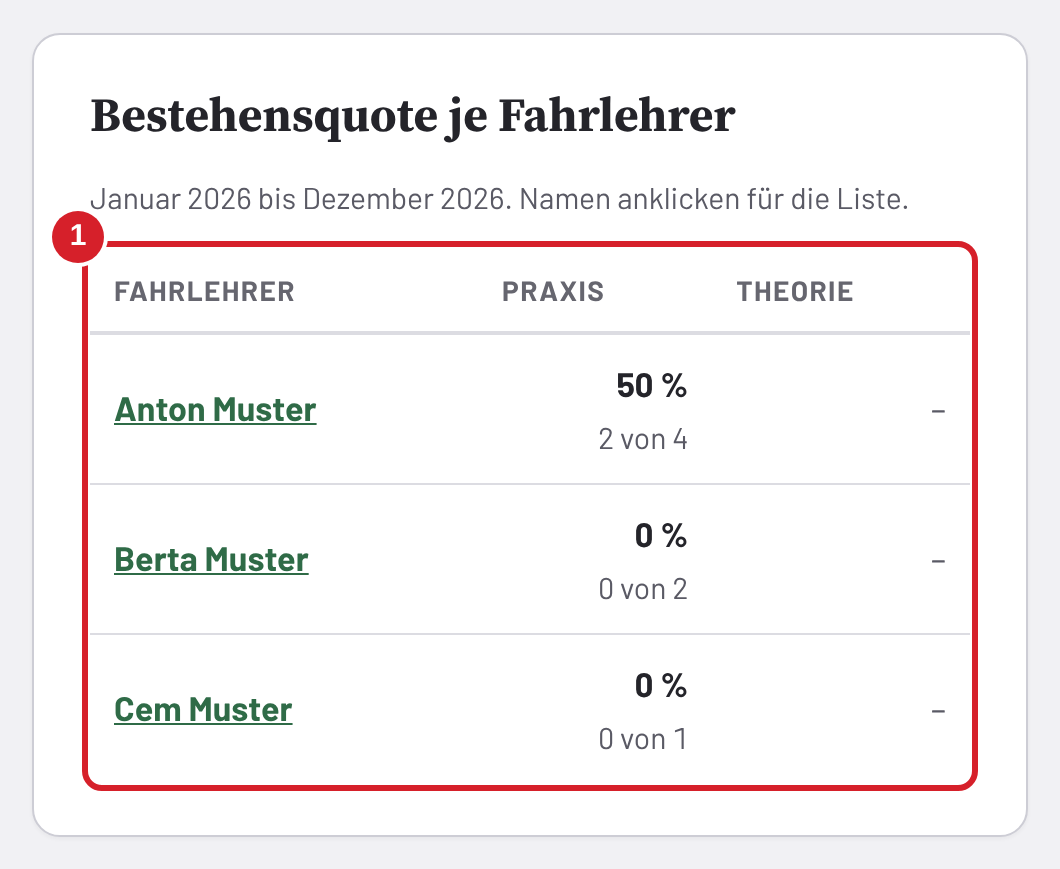 Bestehensquote je Fahrlehrer
Januar 2026 bis Dezember 2026. Namen anklicken für die Liste.
1
FAHRLEHRER PRAXIS THEORIE
Anton Muster 50 % –
2 von 4
Berta Muster 0 % –
0 von 2
Cem Muster 0 % –
0 von 1